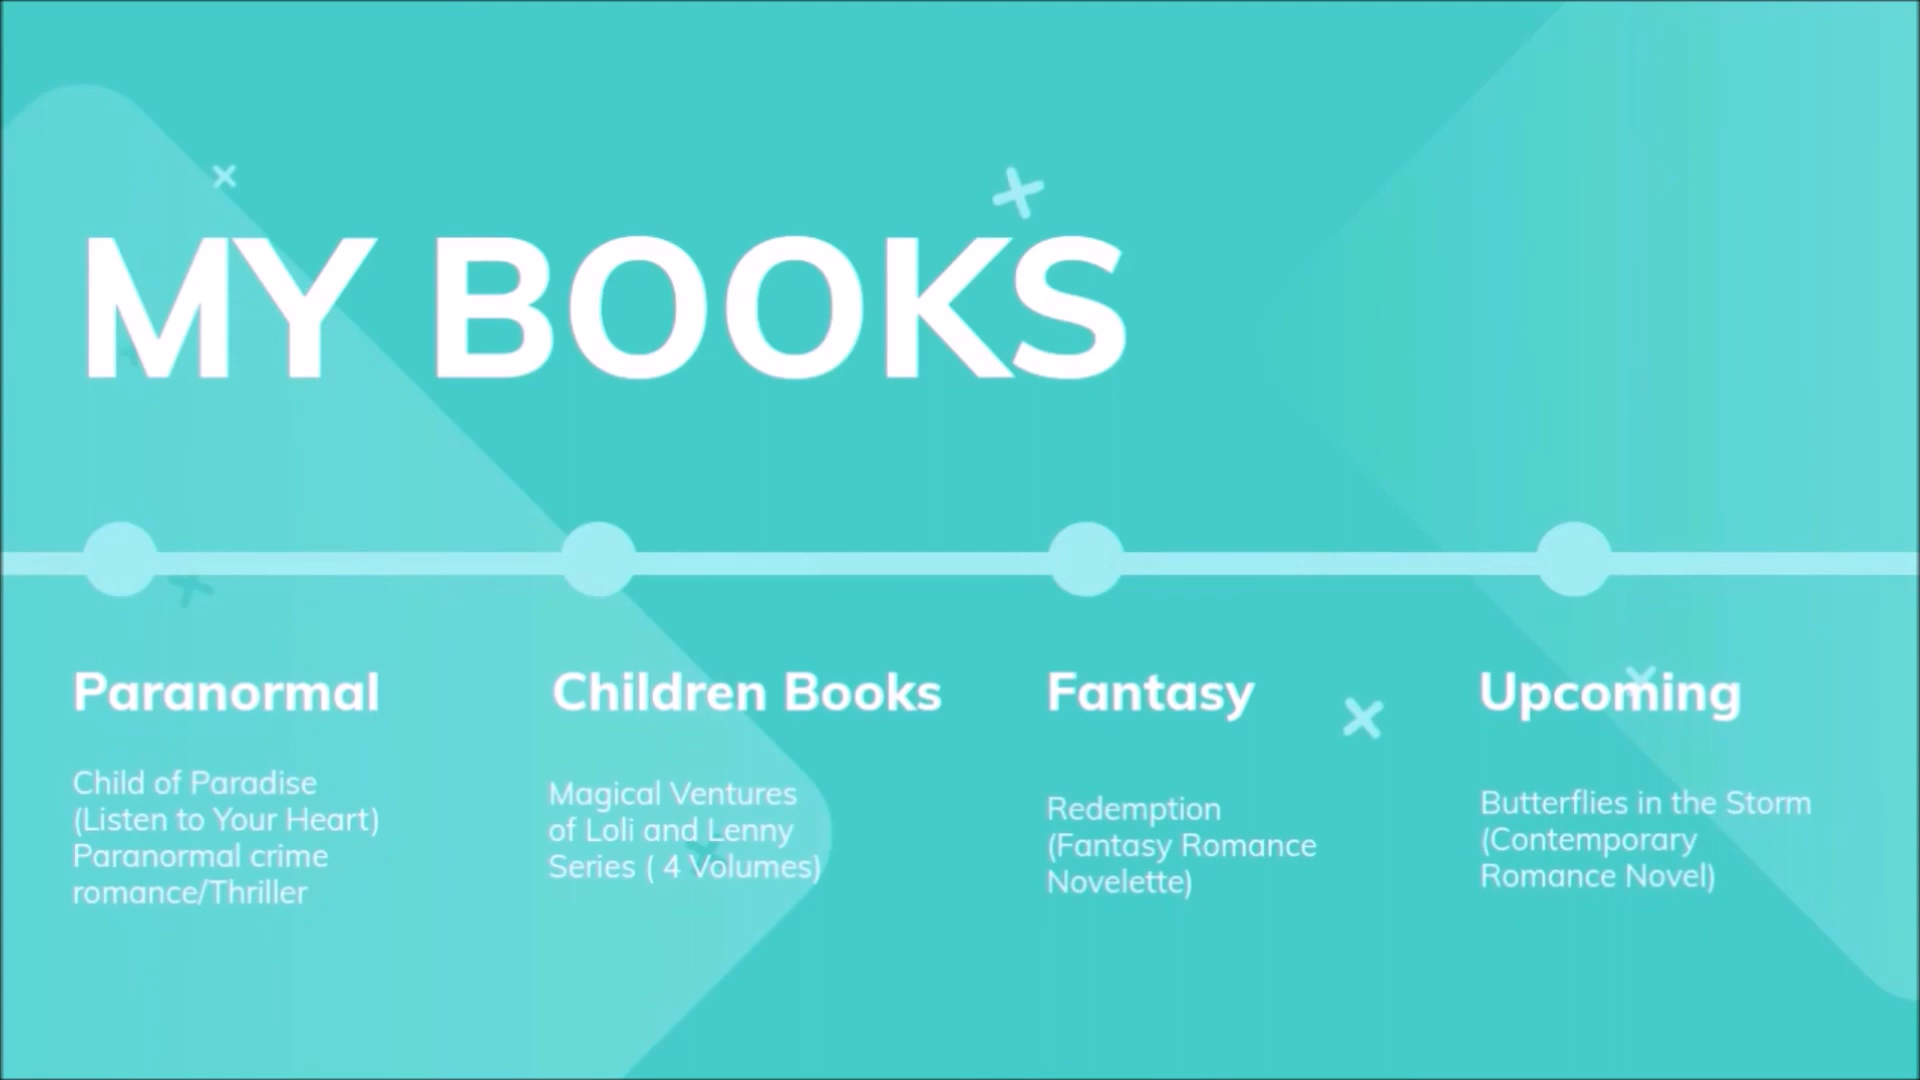 MY BOOKS
Paranormal
Child of Paradise
(Listen to Your Heart)
Paranormal crime
romance/Thriller
Children Books
Magical Ventures
of Loli and Lenny
Series ( 4 Volumes)
Fantasy
Redemption
(Fantasy Romance
Novelette)
Upcoming
Butterflies in the Storm
(Contemporary
Romance Novel)